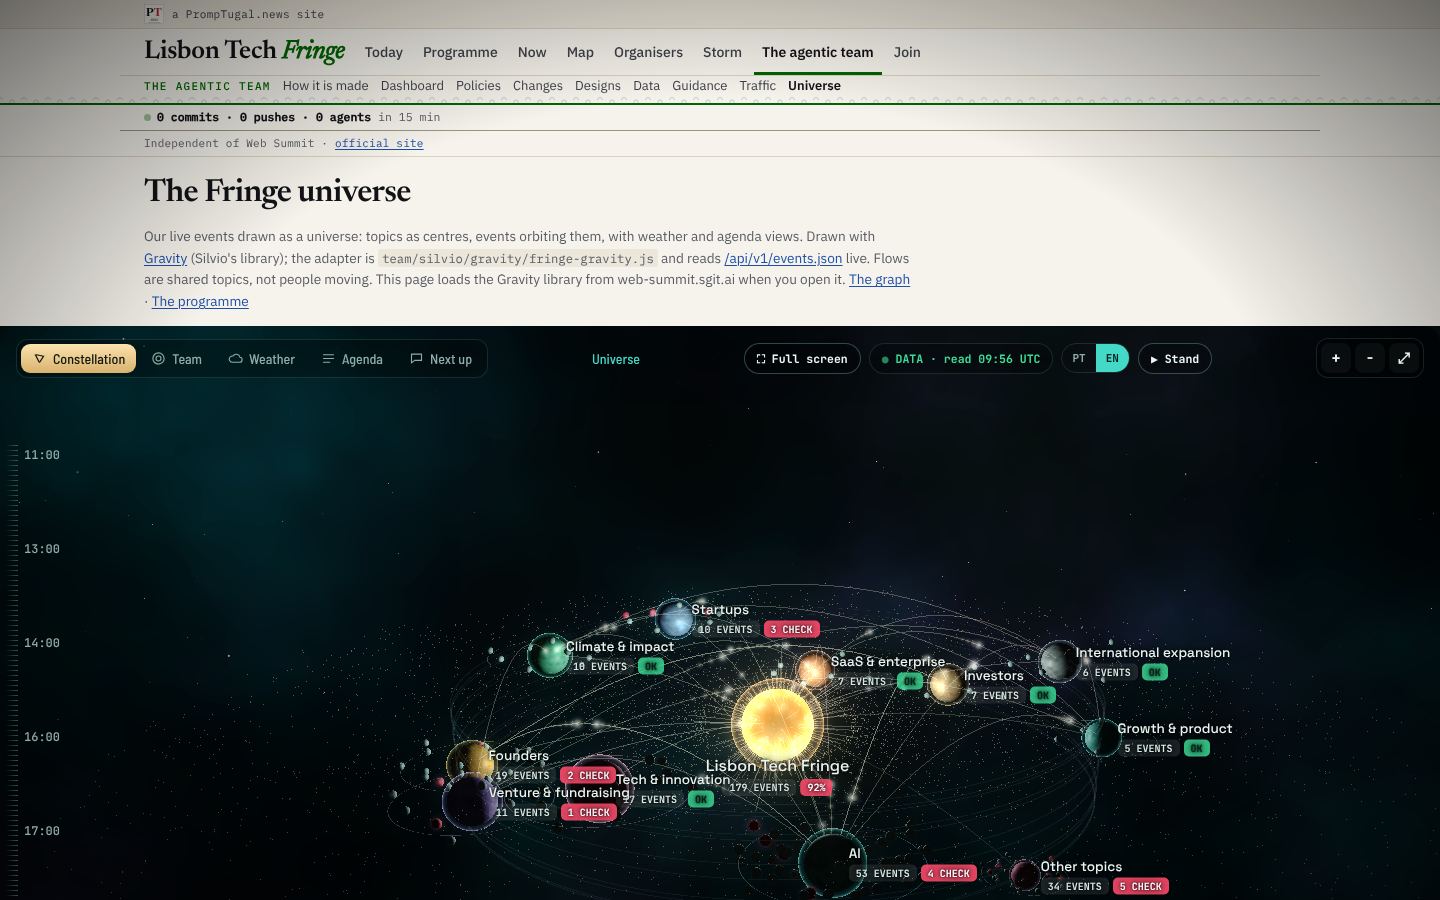 PT a PrompTugal.news site
Lisbon Tech Fringe Today Programme Now Map Organisers Storm The agentic team Join
THE AGENTIC TEAM How it is made Dashboard Policies Changes Designs Data Guidance Traffic Universe
0 commits · 0 pushes · 0 agents in 15 min
Independent of Web Summit · official site
The Fringe universe
Our live events drawn as a universe: topics as centres, events orbiting them, with weather and agenda views. Drawn with
Gravity (Silvio's library); the adapter is team/silvio/gravity/fringe-gravity.js and reads /api/v1/events.json live. Flows
are shared topics, not people moving. This page loads the Gravity library from web-summit.sgit.ai when you open it. The graph
· The programme
Constellation Team Weather Agenda Next up Universe Full screen DATA · read 09:56 UTC PT EN ▶ Stand + -
11:00
13:00
14:00
16:00
17:00
Startups
10 EVENTS 3 CHECK
Climate & impact
10 EVENTS OK
SaaS & enterprise
7 EVENTS OK
Investors
7 EVENTS OK
International expansion
6 EVENTS OK
Growth & product
5 EVENTS OK
Founders
19 EVENTS 2 CHECK
Venture & fundraising
11 EVENTS 1 CHECK
Tech & innovation
EVENTS OK
Lisbon Tech Fringe
179 EVENTS 92%
AI
53 EVENTS 4 CHECK
Other topics
34 EVENTS 5 CHECK